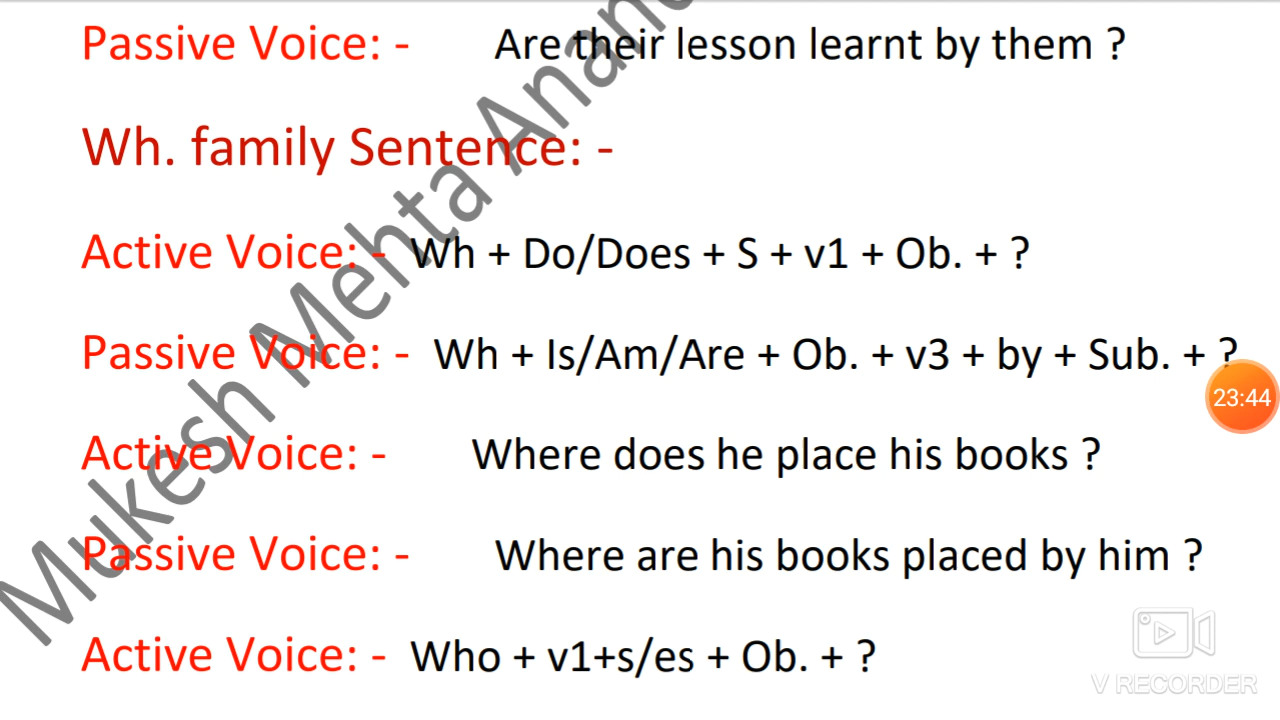 Passive Voice: - Are their lesson learnt by them ?
Wh. family Sentence: -
Active Voice: - Wh + Do/Does + S + v1 + Ob. + ?
Passive Voice: - Wh + Is/Am/Are + Ob. + v3 + by + Sub. + ?
23:44
Active Voice: - Where does he place his books ?
Passive Voice: - Where are his books placed by him ?
Active Voice: - Who + v1+s/es + Ob. + ?
Mukesh Mehta
V RECORDER